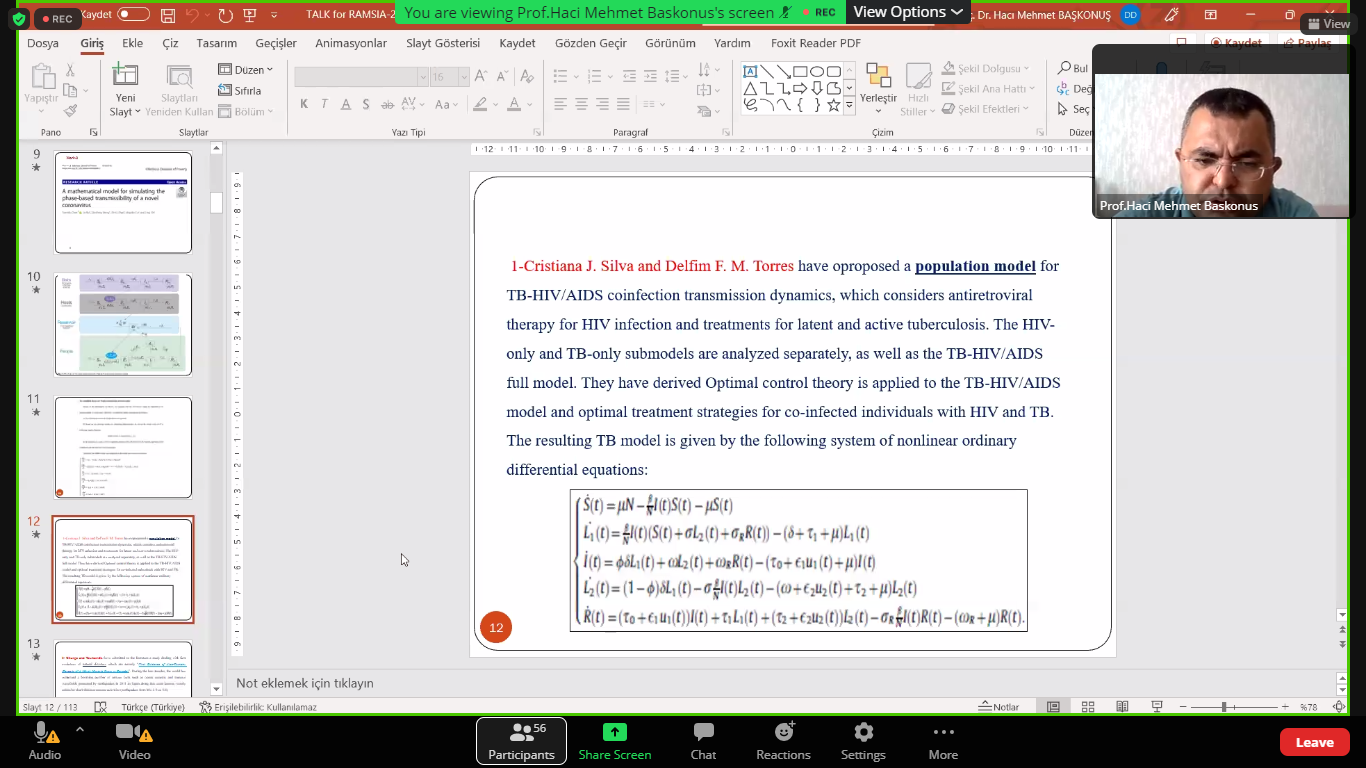 REC
Kaydet
TALK for RAMSIA-2
You are viewing Prof.Haci Mehmet Baskonus's screen
REC
View Options
Dr. Haci Mehmet BAŞKONUŞ
DD
View
Dosya Giriş Ekle Çiz Tasarım Geçişler Animasyonlar Slayt Gösterisi Kaydet Gözden Geçir Görünüm Yardım Foxit Reader PDF
Kaydet
Paylaş
Yapıştır
Yeni
Slayt
Slaytları
Yeniden Kullan
Düzen
Sıfırla
Bölüm
16
K T A S ab AV Aa
Yerleştir
Hızlı
Stiller
Şekil Dolgusu
Şekil Ana Hattı
Şekil Efektleri
Bul
Seç
Pano
Slaytlar
Yazı Tipi
Paragraf
Çizim
Prof.Haci Mehmet Baskonus
9
RESEARCH ARTICLE
A mathematical model for simulating the
phase-based transmissibility of a novel
coronavirus
10
11
12
13
1-Cristiana J. Silva and Delfim F. M. Torres have oproposed a population model for
TB-HIV/AIDS coinfection transmission dynamics, which considers antiretroviral
therapy for HIV infection and treatments for latent and active tuberculosis. The HIV-
only and TB-only submodels are analyzed separately, as well as the TB-HIV/AIDS
full model. They have derived Optimal control theory is applied to the TB-HIV/AIDS
model and optimal treatment strategies for co-infected individuals with HIV and TB.
The resulting TB model is given by the following system of nonlinear ordinary
differential equations:
Ṡ(t) = μN − β/N I(t)S(t) − μS(t)
L̇₁(t) = β/N I(t)(S(t) + σL₂(t) + σ_R R(t)) − (δ + τ₁ + μ)L₁(t)
İ(t) = ϕδL₁(t) + ωL₂(t) + ω_R R(t) − (τ₀ + ϵ₁u₁(t) + μ)I(t)
L̇₂(t) = (1 − ϕ)δL₁(t) − σ β/N I(t)L₂(t) − (ω + ϵ₂u₂(t) + τ₂ + μ)L₂(t)
Ṙ(t) = (τ₀ + ϵ₁u₁(t))I(t) + τ₁L₁(t) + (τ₂ + ϵ₂u₂(t))L₂(t) − σ_R β/N I(t)R(t) − (ω_R + μ)R(t).
12
Not eklemek için tıklayın
Slayt 12 / 113
Türkçe (Türkiye)
Erişilebilirlik: Kullanılamaz
Notlar
%78
Audio
Video
56
Participants
Share Screen
Chat
Reactions
Settings
More
Leave